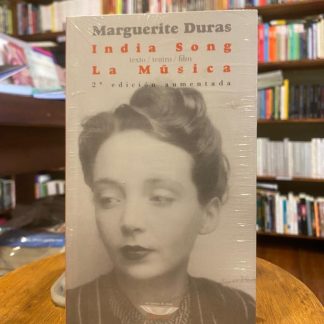 Marguerite Duras
India Song
texto / teatro / film
La Música
2ª edición aumentada